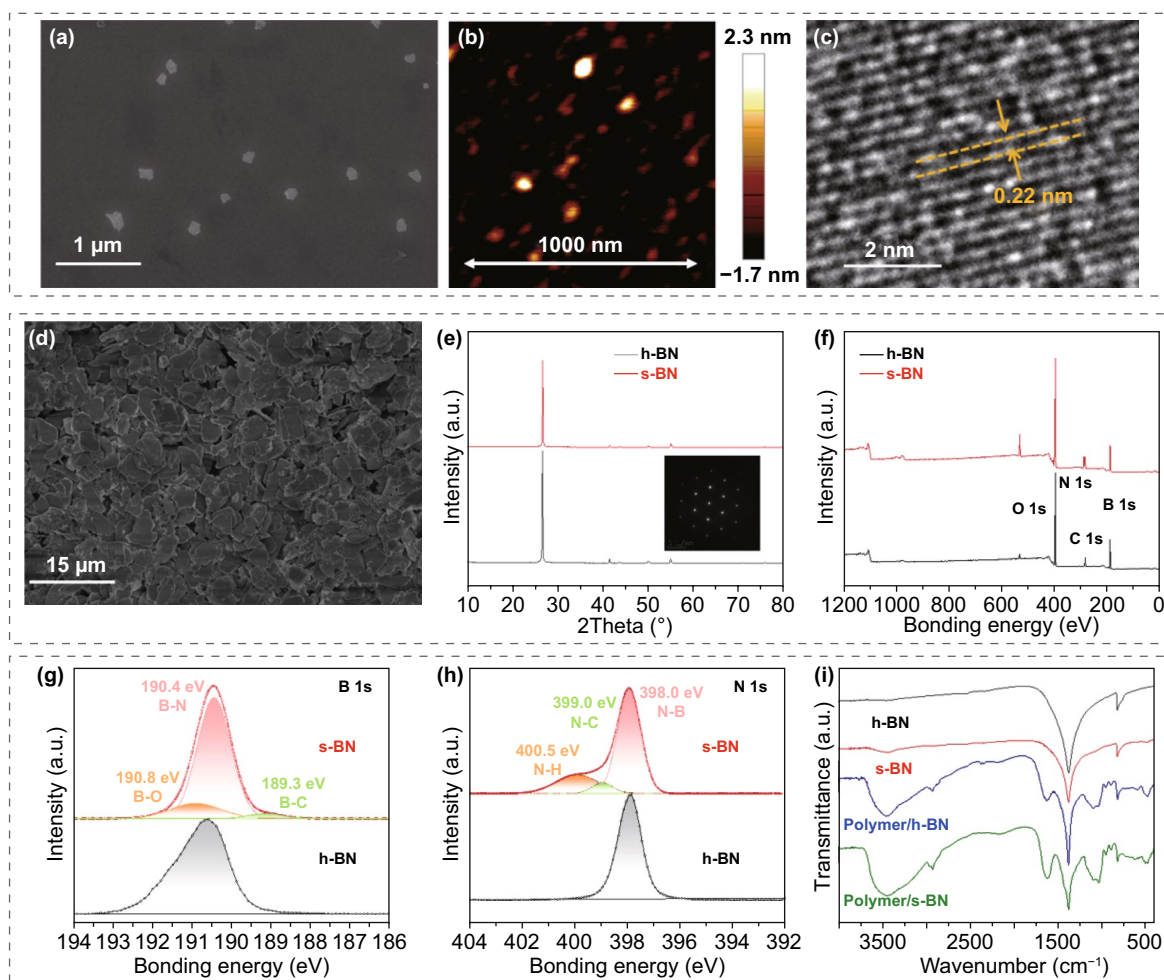 (a)
1 µm
(b)
1000 nm
2.3 nm
−1.7 nm
(c)
0.22 nm
2 nm
(d)
15 µm
(e)
h-BN
s-BN
Intensity (a.u.)
10 20 30 40 50 60 70 80
2Theta (°)
(f)
h-BN
s-BN
Intensity (a.u.)
O 1s
N 1s
C 1s
B 1s
1200 1000 800 600 400 200 0
Bonding energy (eV)
(g)
B 1s
190.4 eV
B-N
s-BN
190.8 eV
B-O
189.3 eV
B-C
h-BN
Intensity (a.u.)
194 193 192 191 190 189 188 187 186
Bonding energy (eV)
(h)
N 1s
399.0 eV
N-C
398.0 eV
N-B
400.5 eV
N-H
s-BN
h-BN
Intensity (a.u.)
404 402 400 398 396 394 392
Bonding energy (eV)
(i)
h-BN
s-BN
Polymer/h-BN
Polymer/s-BN
Transmittance (a.u.)
3500 2500 1500 500
Wavenumber (cm⁻¹)